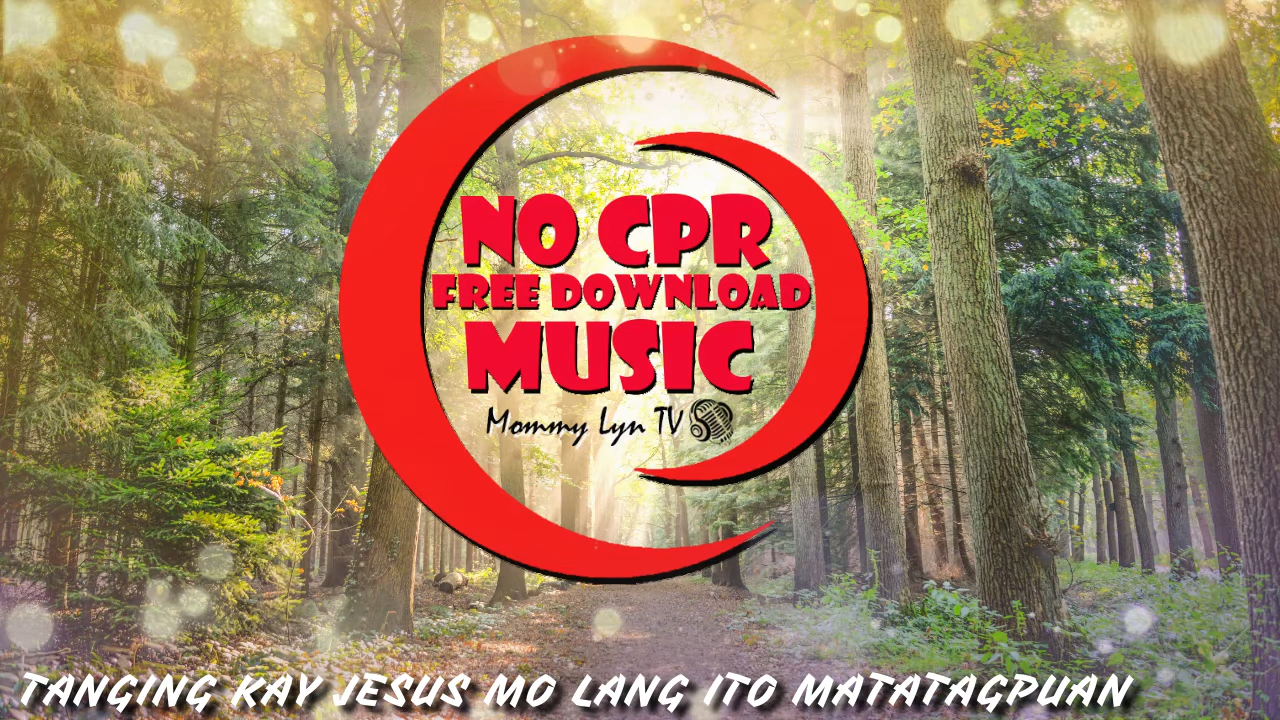 NO CPR
FREE DOWNLOAD
MUSIC
Mommy Lyn TV
TANGING KAY JESUS MO LANG ITO MATATAGPUAN